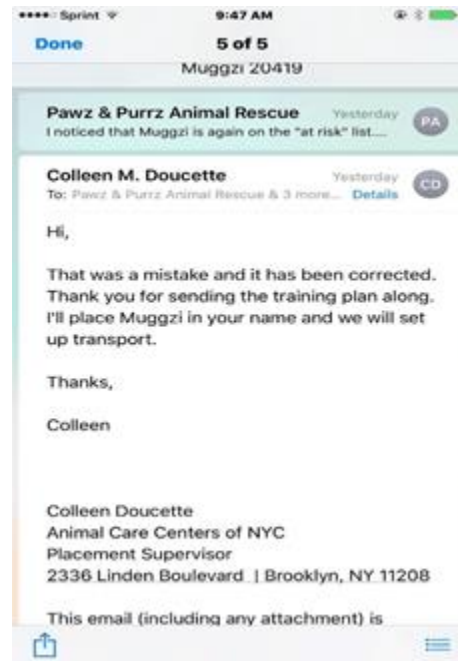 Sprint 9:47 AM
Done 5 of 5
Muggzi 20419
Pawz & Purrz Animal Rescue Yesterday PA
I noticed that Muggzi is again on the "at risk" list....
Colleen M. Doucette Yesterday CD
To: Pawz & Purrz Animal Rescue & 3 more... Details
Hi,
That was a mistake and it has been corrected.
Thank you for sending the training plan along.
I'll place Muggzi in your name and we will set
up transport.
Thanks,
Colleen
Colleen Doucette
Animal Care Centers of NYC
Placement Supervisor
2336 Linden Boulevard | Brooklyn, NY 11208
This email (including any attachment) is